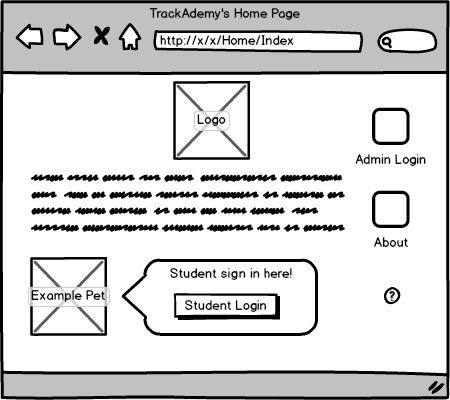 TrackAdemy's Home Page
http://x/x/Home/Index
Logo
Admin Login
About
Example Pet
Student sign in here!
Student Login
?